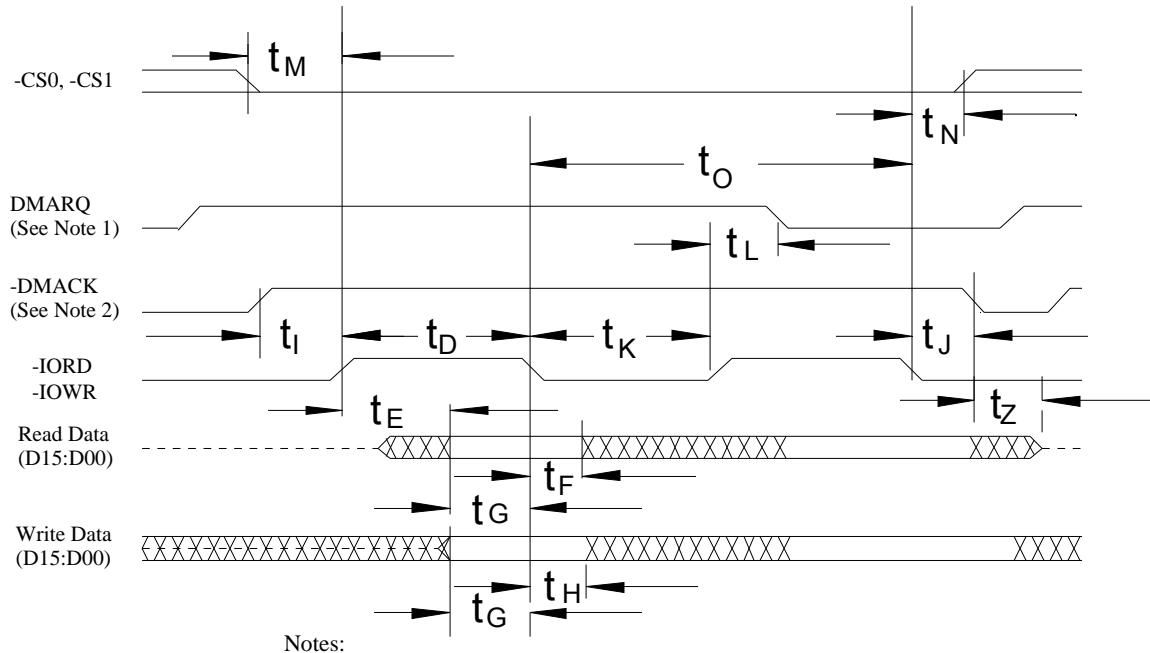 tM
-CS0, -CS1
tN
tO
DMARQ
(See Note 1)
tL
-DMACK
(See Note 2)
tI
tD
tK
tJ
-IORD
-IOWR
tZ
tE
Read Data
(D15:D00)
tF
tG
Write Data
(D15:D00)
tH
tG
Notes: